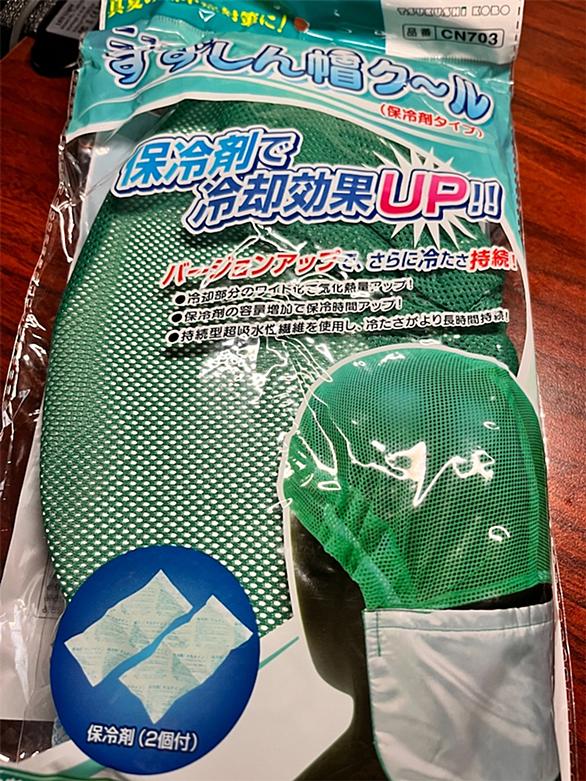 TSUKUSHI KOBO
品番 CN703
すずしん帽ク〜ル
(保冷剤タイプ)
保冷剤で
冷却効果UP!!
バージョンアップで、さらに冷たさ持続!
●冷却部分のワイド化で気化熱量アップ!
●保冷剤の容量増加で保冷時間アップ!
●持続型超吸水性繊維を使用し、冷たさがより長時間持続!
保冷剤(2個付)